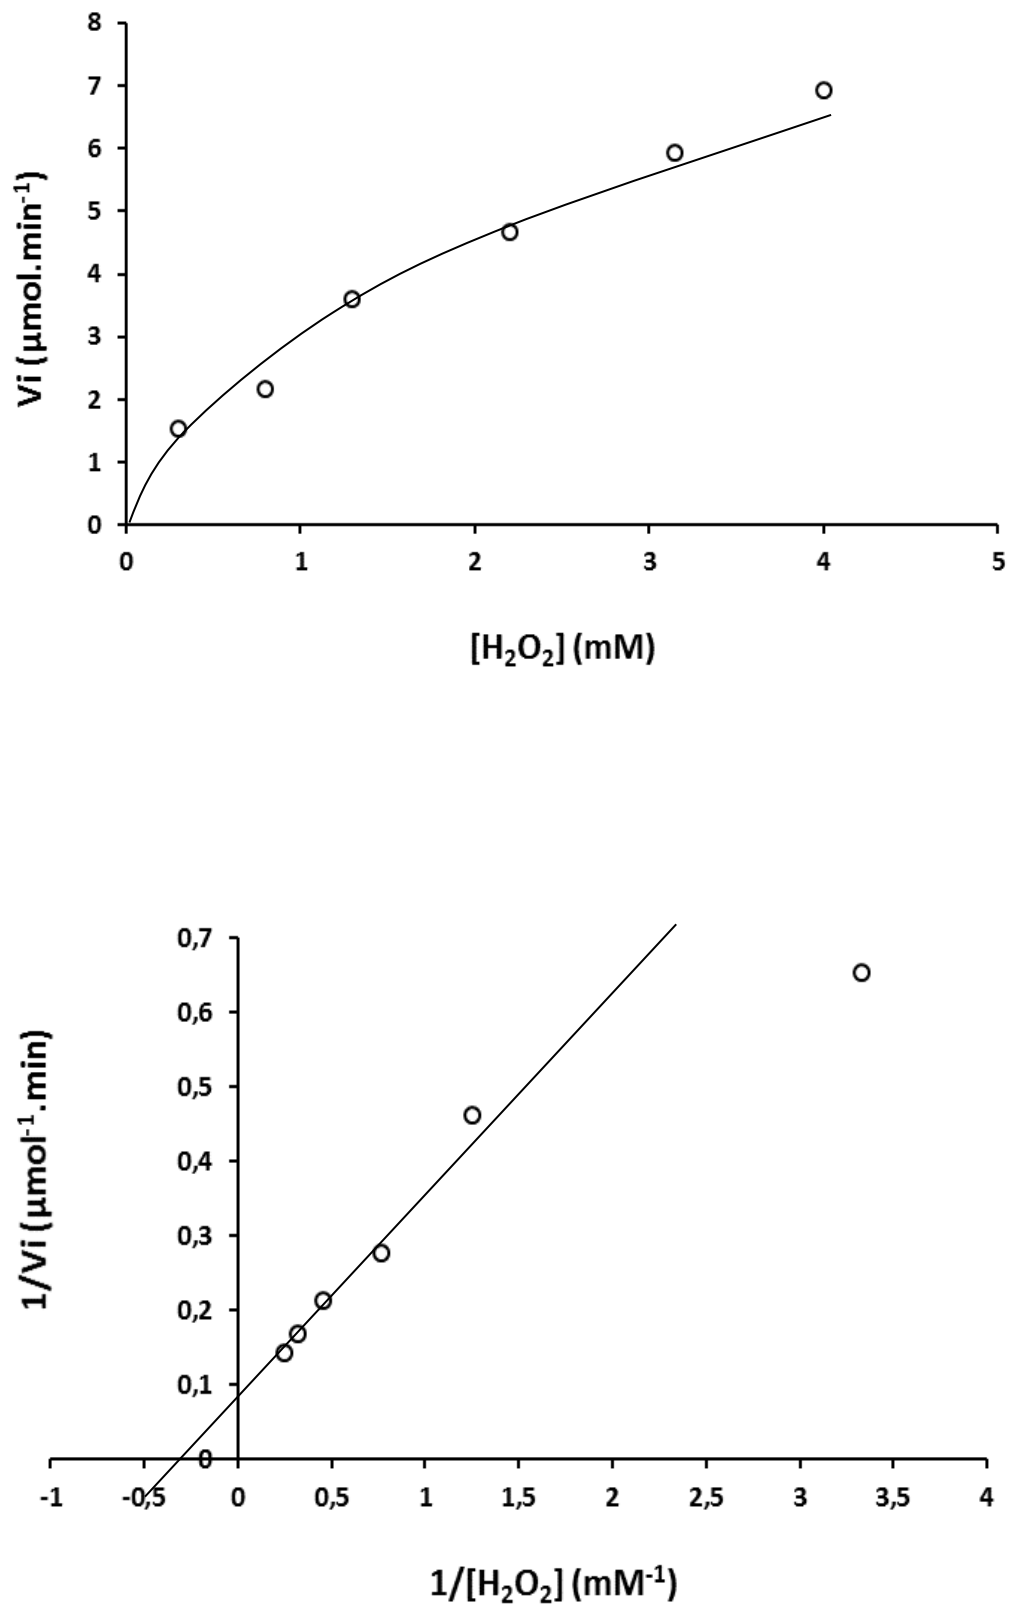 8
7
6
5
4
3
2
1
0
Vi (µmol.min-1)
0 1 2 3 4 5
[H2O2] (mM)
0,7
0,6
0,5
0,4
0,3
0,2
0,1
0
1/Vi (µmol-1.min)
-1 -0,5 0 0,5 1 1,5 2 2,5 3 3,5 4
1/[H2O2] (mM-1)